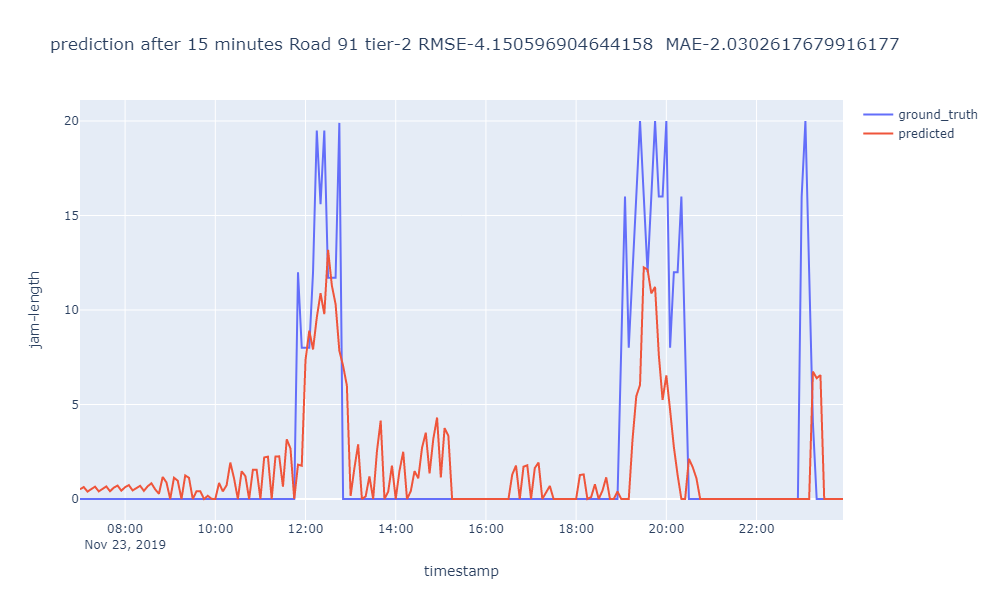 prediction after 15 minutes Road 91 tier-2 RMSE-4.150596904644158 MAE-2.0302617679916177
ground_truth
predicted
20
15
10
5
0
jam-length
08:00 10:00 12:00 14:00 16:00 18:00 20:00 22:00
Nov 23, 2019
timestamp